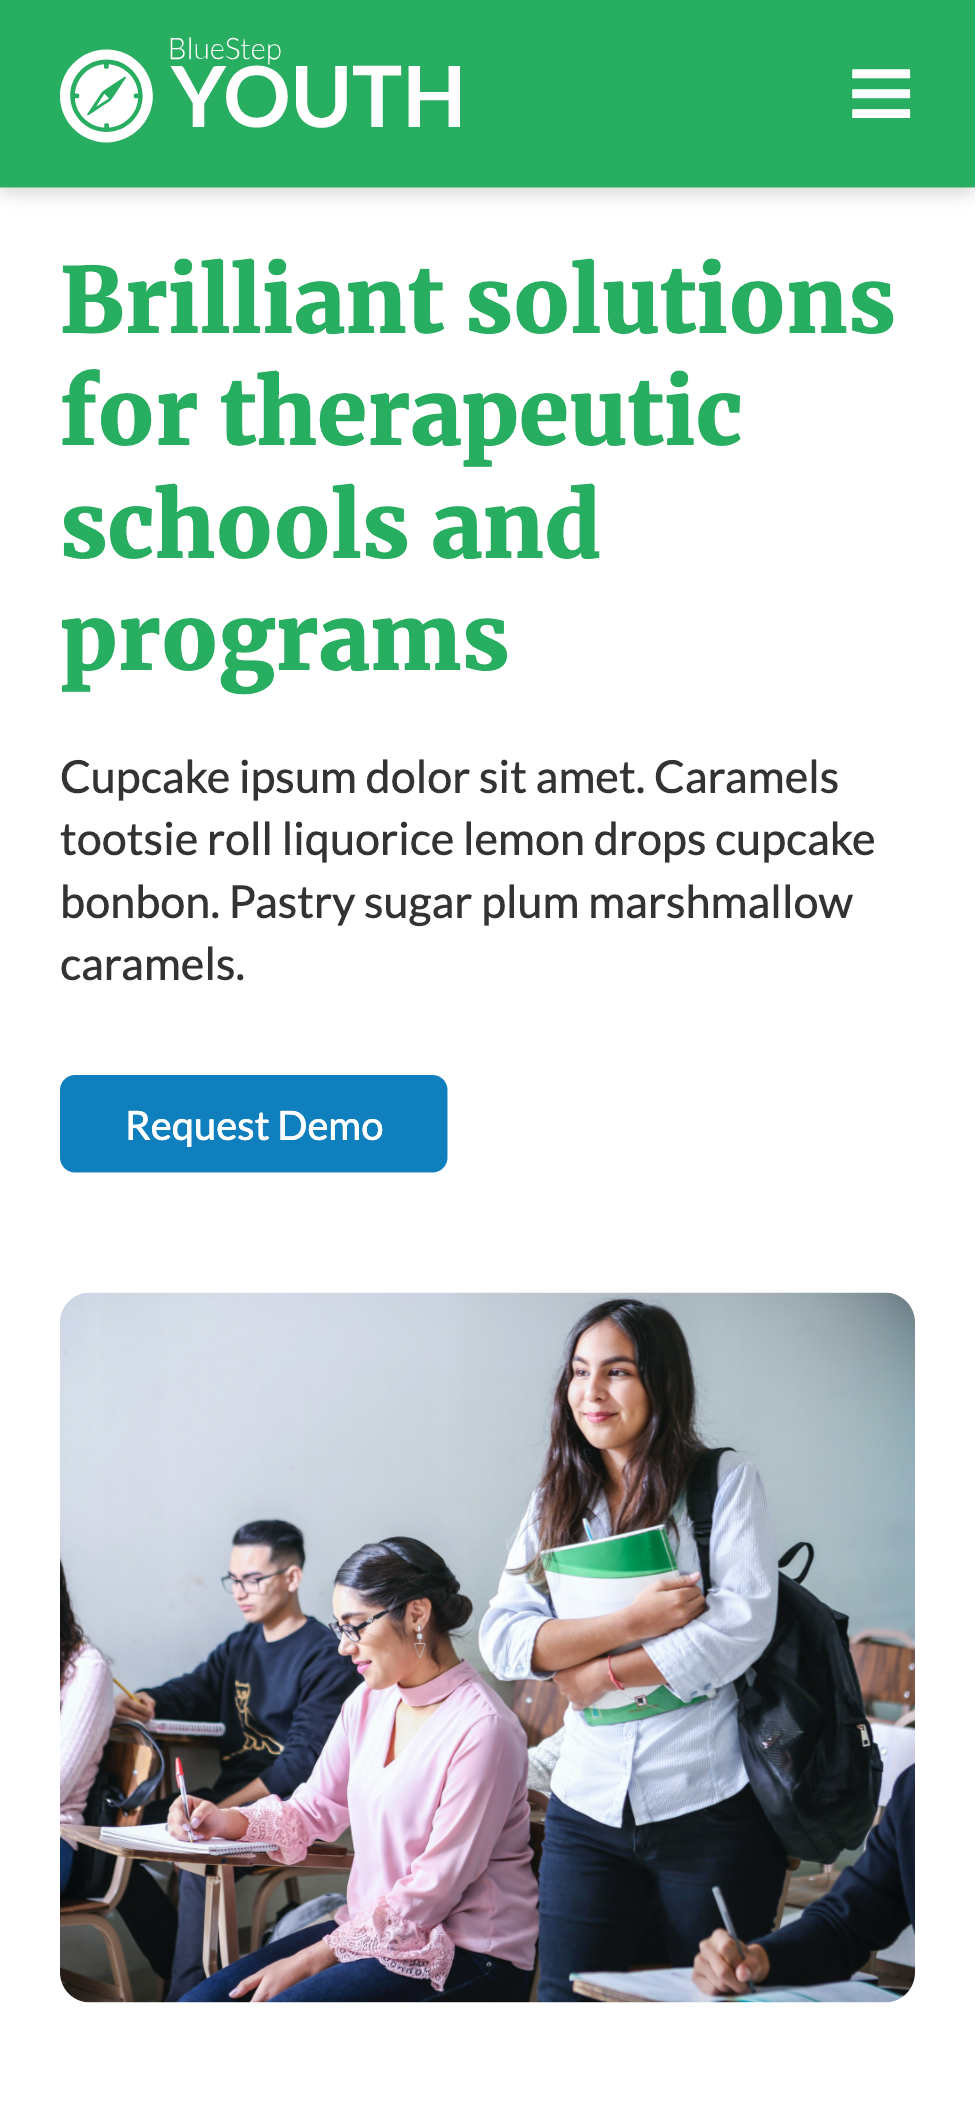 BlueStep
YOUTH
Brilliant solutions
for therapeutic
schools and
programs
Cupcake ipsum dolor sit amet. Caramels
tootsie roll liquorice lemon drops cupcake
bonbon. Pastry sugar plum marshmallow
caramels.
Request Demo